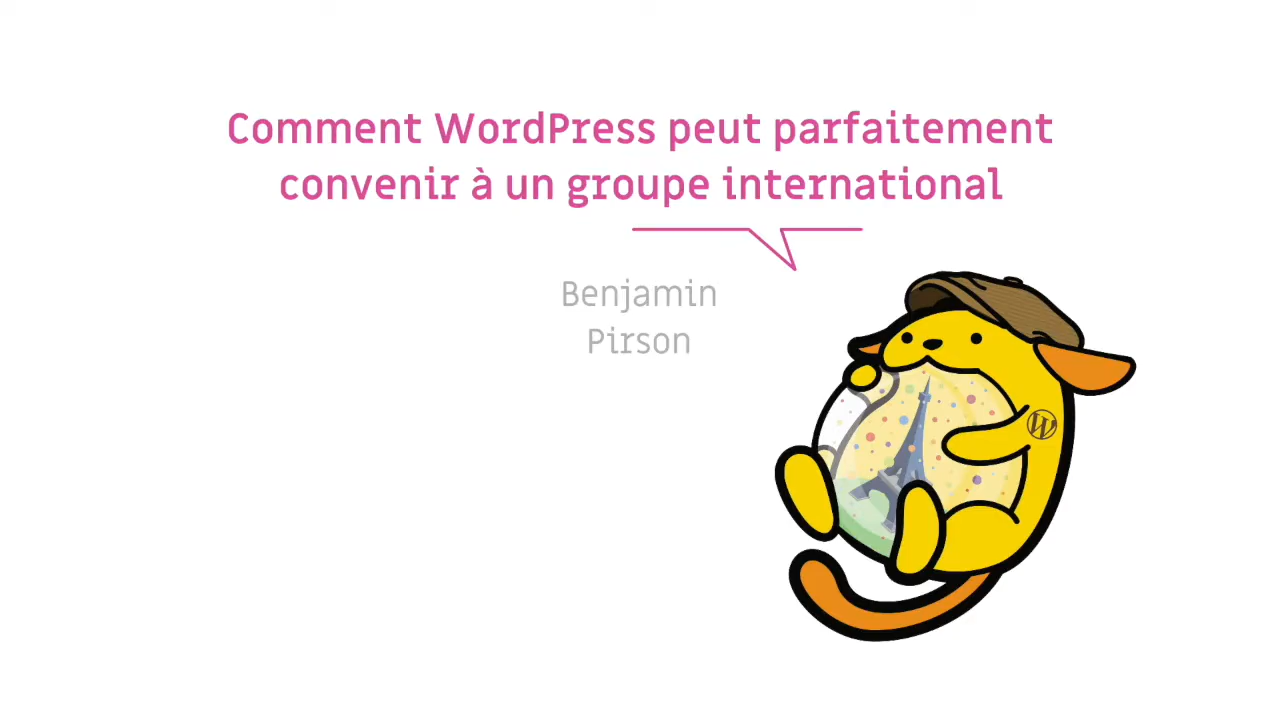 Comment WordPress peut parfaitement
convenir à un groupe international
Benjamin
Pirson
W